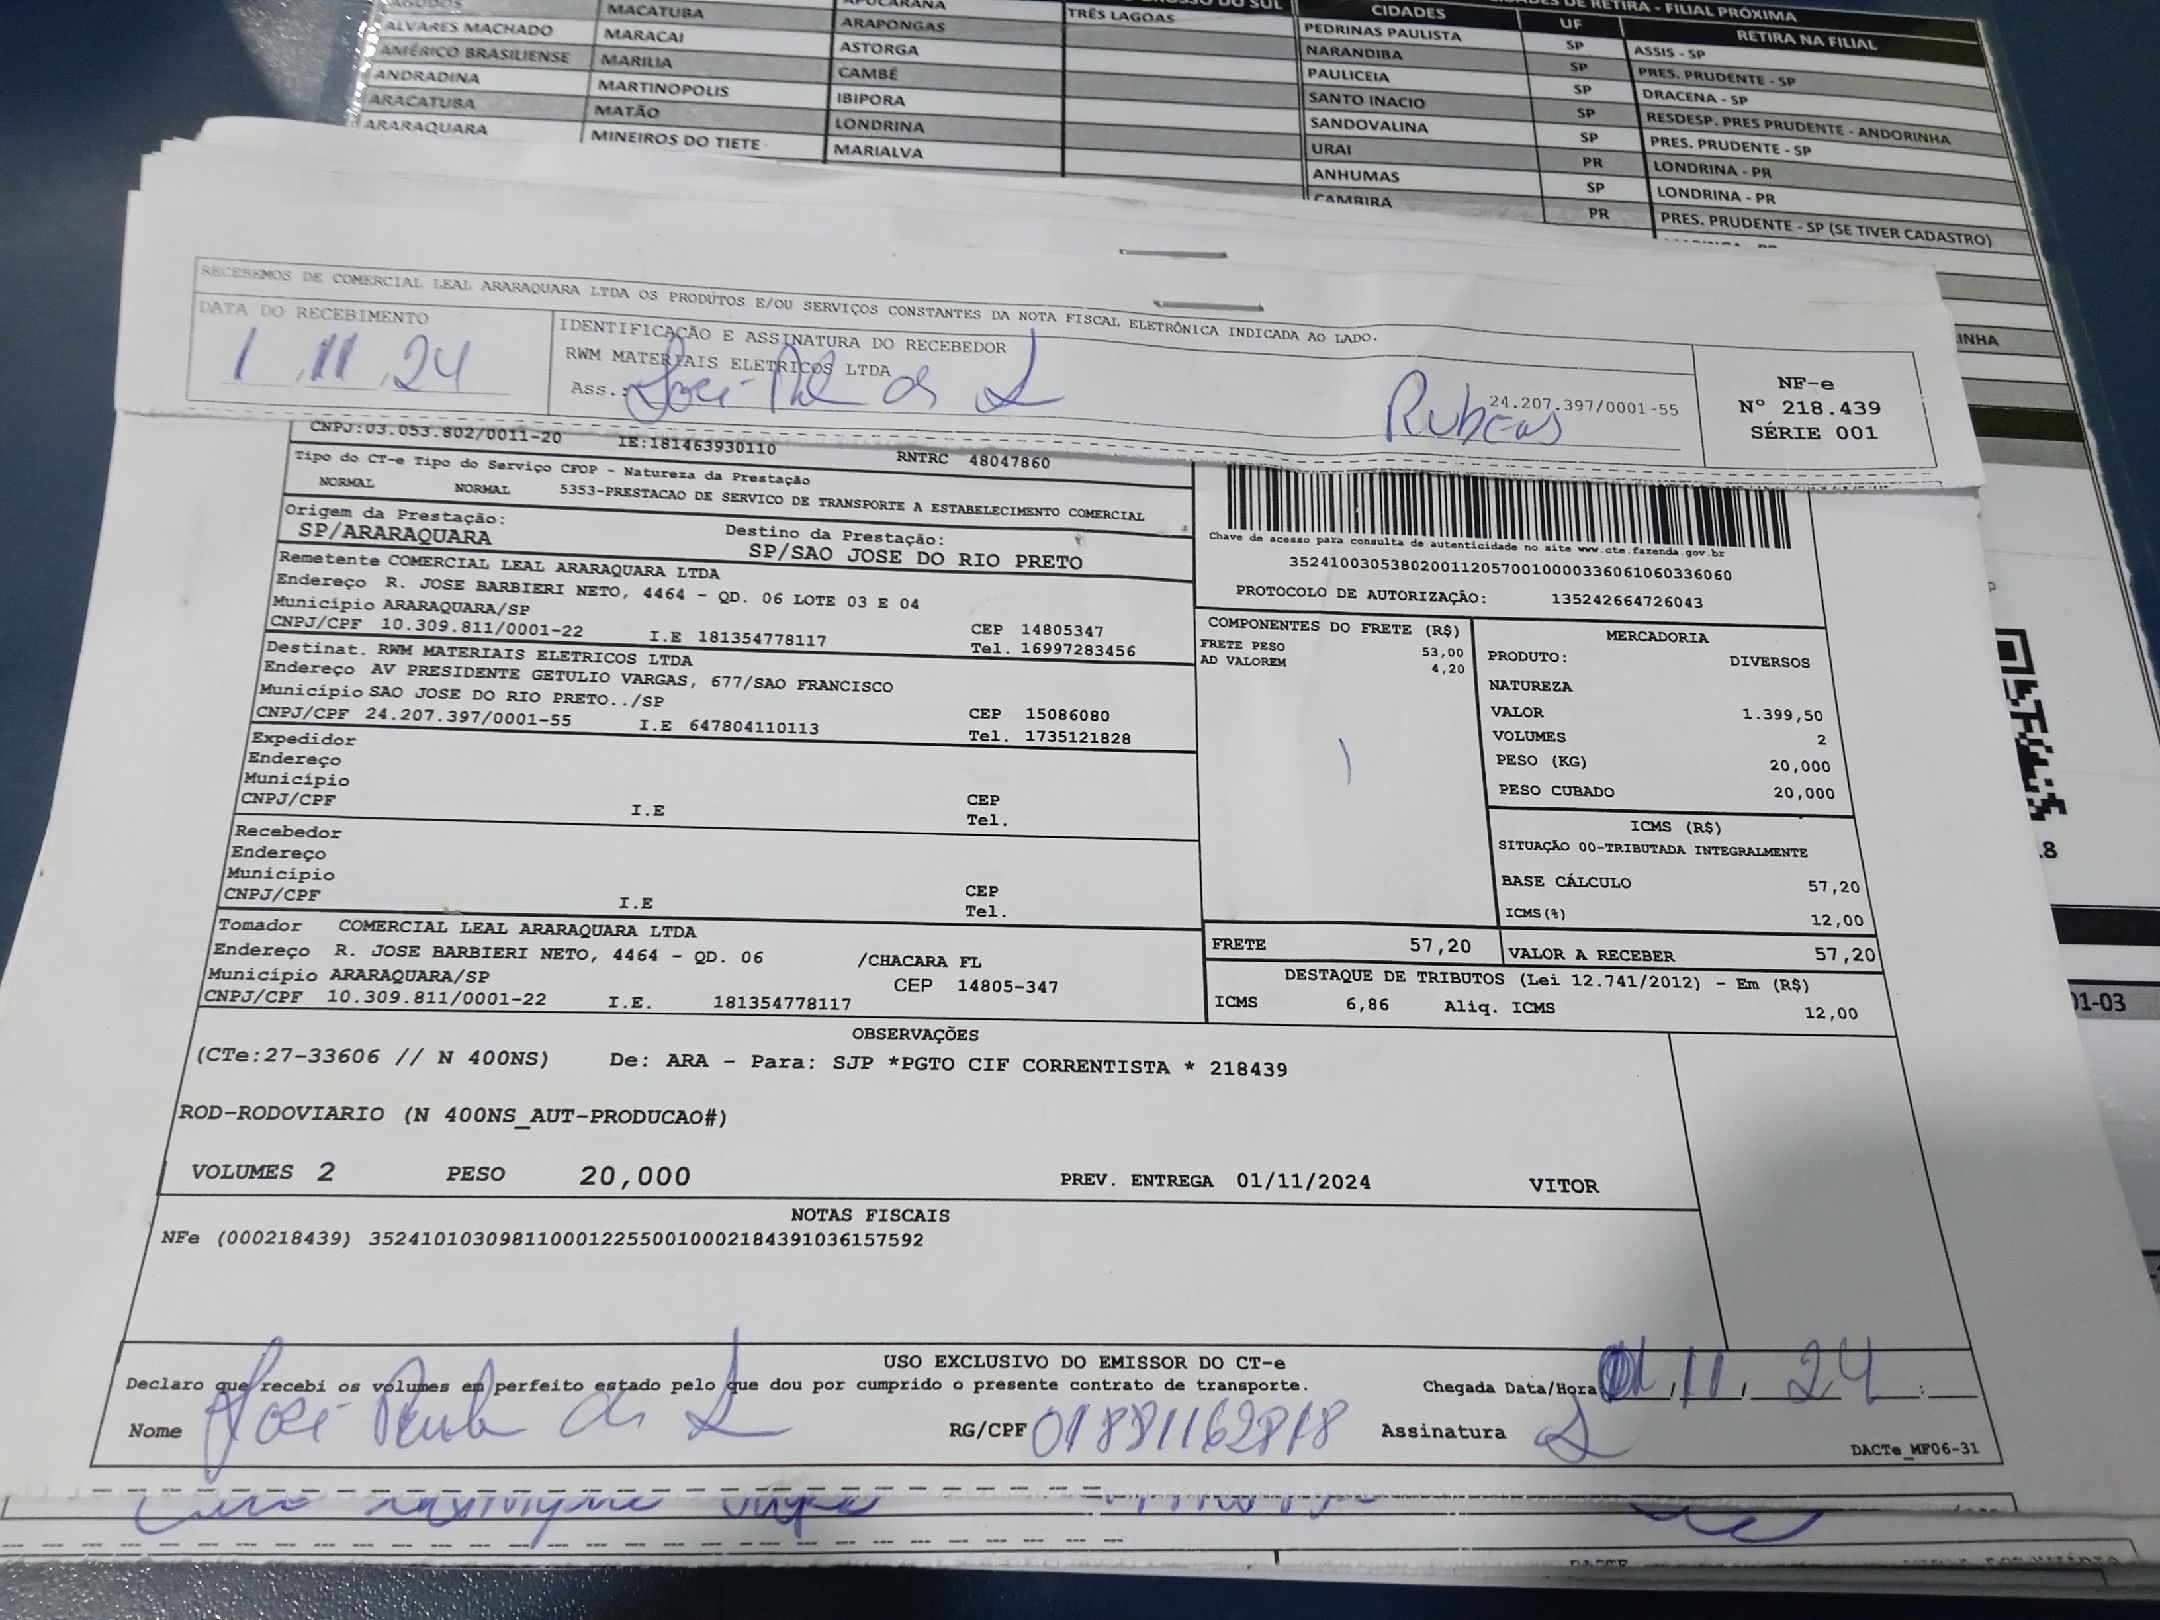 MACATUBA
TRÊS LAGOAS
CIDADES
UF
RETIRA - FILIAL PRÓXIMA
RETIRA NA FILIAL
ALVARES MACHADO MARACAI ARAPONGAS PEDRINAS PAULISTA SP ASSIS - SP
AMÉRICO BRASILIENSE MARILIA ASTORGA NARANDIBA SP PRES. PRUDENTE - SP
ANDRADINA MARTINOPOLIS CAMBÉ PAULICEIA SP DRACENA - SP
ARACATUBA MATÃO IBIPORA SANTO INACIO SP RESDESP. PRES PRUDENTE - ANDORINHA
ARARAQUARA MINEIROS DO TIETE LONDRINA SANDOVALINA SP PRES. PRUDENTE - SP
MARIALVA URAI PR LONDRINA - PR
ANHUMAS SP LONDRINA - PR
CAMBIRA PR PRES. PRUDENTE - SP (SE TIVER CADASTRO)
RECEBEMOS DE COMERCIAL LEAL ARARAQUARA LTDA OS PRODUTOS E/OU SERVIÇOS CONSTANTES DA NOTA FISCAL ELETRÔNICA INDICADA AO LADO.
DATA DO RECEBIMENTO
1 . 11 . 24
IDENTIFICAÇÃO E ASSINATURA DO RECEBEDOR
RWM MATERIAIS ELETRICOS LTDA
Ass.:
24.207.397/0001-55
NF-e
Nº 218.439
SÉRIE 001
INHA
CNPJ:03.053.802/0011-20 IE:181463930110 RNTRC 48047860
Tipo do CT-e Tipo do Serviço CFOP - Natureza da Prestação
NORMAL NORMAL 5353-PRESTACAO DE SERVICO DE TRANSPORTE A ESTABELECIMENTO COMERCIAL
Origem da Prestação: Destino da Prestação:
SP/ARARAQUARA SP/SAO JOSE DO RIO PRETO
Remetente COMERCIAL LEAL ARARAQUARA LTDA
Endereço R. JOSE BARBIERI NETO, 4464 - QD. 06 LOTE 03 E 04
Município ARARAQUARA/SP CEP 14805347
CNPJ/CPF 10.309.811/0001-22 I.E 181354778117 Tel. 16997283456
Destinat. RWM MATERIAIS ELETRICOS LTDA
Endereço AV PRESIDENTE GETULIO VARGAS, 677/SAO FRANCISCO
Município SAO JOSE DO RIO PRETO../SP CEP 15086080
CNPJ/CPF 24.207.397/0001-55 I.E 647804110113 Tel. 1735121828
Expedidor
Endereço
Município CEP
CNPJ/CPF I.E Tel.
Recebedor
Endereço
Município CEP
CNPJ/CPF I.E Tel.
Tomador COMERCIAL LEAL ARARAQUARA LTDA
Endereço R. JOSE BARBIERI NETO, 4464 - QD. 06 /CHACARA FL
Município ARARAQUARA/SP CEP 14805-347
CNPJ/CPF 10.309.811/0001-22 I.E. 181354778117
Chave de acesso para consulta de autenticidade no site www.cte.fazenda.gov.br
35241003053802001120570010000336061060336060
PROTOCOLO DE AUTORIZAÇÃO: 135242664726043
COMPONENTES DO FRETE (R$)
FRETE PESO 53,00
AD VALOREM 4,20
MERCADORIA
PRODUTO: DIVERSOS
NATUREZA
VALOR 1.399,50
VOLUMES 2
PESO (KG) 20,000
PESO CUBADO 20,000
ICMS (R$)
SITUAÇÃO 00-TRIBUTADA INTEGRALMENTE
BASE CÁLCULO 57,20
ICMS(%) 12,00
FRETE 57,20 VALOR A RECEBER 57,20
DESTAQUE DE TRIBUTOS (Lei 12.741/2012) - Em (R$)
ICMS 6,86 Aliq. ICMS 12,00
OBSERVAÇÕES
(CTe:27-33606 // N 400NS) De: ARA - Para: SJP *PGTO CIF CORRENTISTA * 218439
ROD-RODOVIARIO (N 400NS_AUT-PRODUCAO#)
VOLUMES 2 PESO 20,000 PREV. ENTREGA 01/11/2024 VITOR
NOTAS FISCAIS
NFe (000218439) 35241010309811000122550010002184391036157592
USO EXCLUSIVO DO EMISSOR DO CT-e
Declaro que recebi os volumes em perfeito estado pelo que dou por cumprido o presente contrato de transporte.
Chegada Data/Hora 01 / 11 / 24 :
Nome José RG/CPF 01881162818 Assinatura
DACTe_MF06-31
.8
01-03